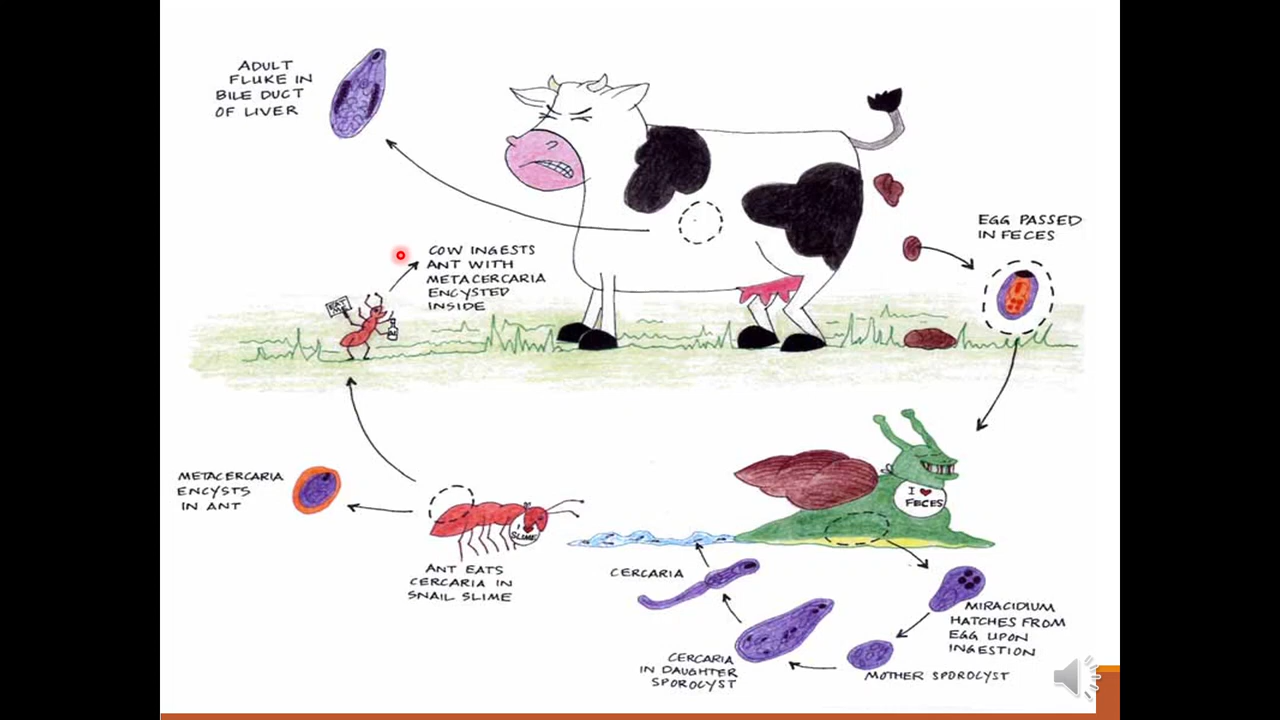 ADULT
FLUKE IN
BILE DUCT
OF LIVER
EGG PASSED
IN FECES
COW INGESTS
ANT WITH
METACERCARIA
ENCYSTED
INSIDE
EAT
ME
METACERCARIA
ENCYSTS
IN ANT
I ♥
FECES
I ♥
SLIME
ANT EATS
CERCARIA IN
SNAIL SLIME
CERCARIA
MIRACIDIUM
HATCHES FROM
EGG UPON
INGESTION
MOTHER SPOROCYST
CERCARIA
IN DAUGHTER
SPOROCYST